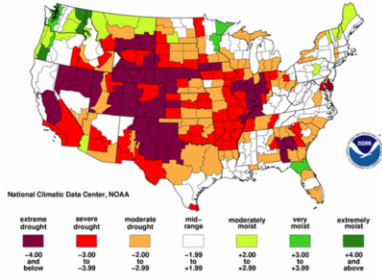 NOAA
National Climatic Data Center, NOAA
extreme drought
severe drought
moderate drought
mid-range
moderately moist
very moist
extremely moist
-4.00 and below
-3.00 to -3.99
-2.00 to -2.99
-1.99 to +1.99
+2.00 to +2.99
+3.00 to +3.99
+4.00 and above